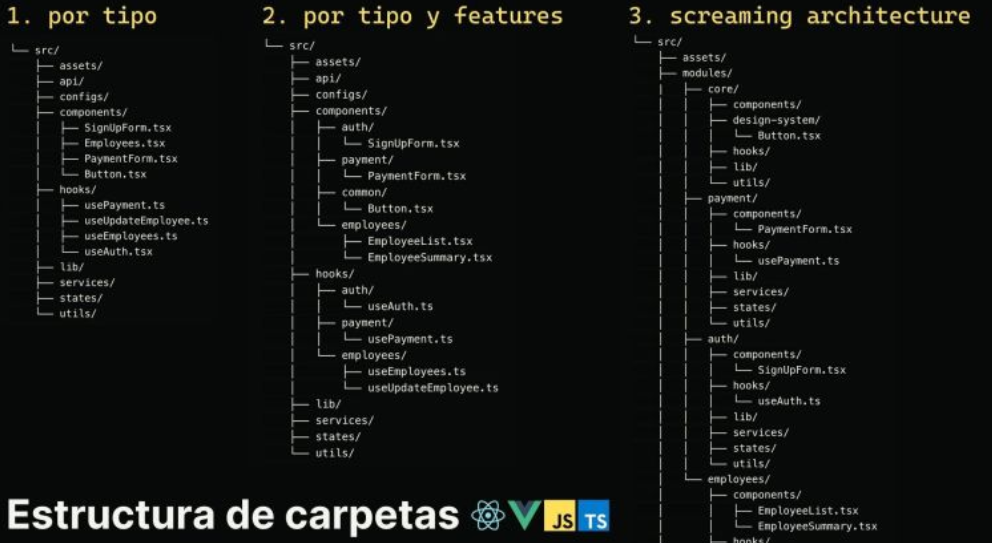 1. por tipo
└── src/
├── assets/
├── api/
├── configs/
├── components/
│ ├── SignUpForm.tsx
│ ├── Employees.tsx
│ ├── PaymentForm.tsx
│ └── Button.tsx
├── hooks/
│ ├── usePayment.ts
│ ├── useUpdateEmployee.ts
│ ├── useEmployees.ts
│ └── useAuth.tsx
├── lib/
├── services/
├── states/
└── utils/
2. por tipo y features
└── src/
├── assets/
├── api/
├── configs/
├── components/
│ ├── auth/
│ │ └── SignUpForm.tsx
│ ├── payment/
│ │ └── PaymentForm.tsx
│ ├── common/
│ │ └── Button.tsx
│ └── employees/
│ ├── EmployeeList.tsx
│ └── EmployeeSummary.tsx
├── hooks/
│ ├── auth/
│ │ └── useAuth.ts
│ ├── payment/
│ │ └── usePayment.ts
│ └── employees/
│ ├── useEmployees.ts
│ └── useUpdateEmployee.ts
├── lib/
├── services/
├── states/
└── utils/
3. screaming architecture
└── src/
├── assets/
├── modules/
│ ├── core/
│ │ ├── components/
│ │ ├── design-system/
│ │ │ └── Button.tsx
│ │ ├── hooks/
│ │ ├── lib/
│ │ └── utils/
│ ├── payment/
│ │ ├── components/
│ │ │ └── PaymentForm.tsx
│ │ ├── hooks/
│ │ │ └── usePayment.ts
│ │ ├── lib/
│ │ ├── services/
│ │ ├── states/
│ │ └── utils/
│ ├── auth/
│ │ ├── components/
│ │ │ └── SignUpForm.tsx
│ │ ├── hooks/
│ │ │ └── useAuth.ts
│ │ ├── lib/
│ │ ├── services/
│ │ ├── states/
│ │ └── utils/
│ └── employees/
│ ├── components/
│ │ ├── EmployeeList.tsx
│ │ └── EmployeeSummary.tsx
│ ├── hooks/
Estructura de carpetas JS TS